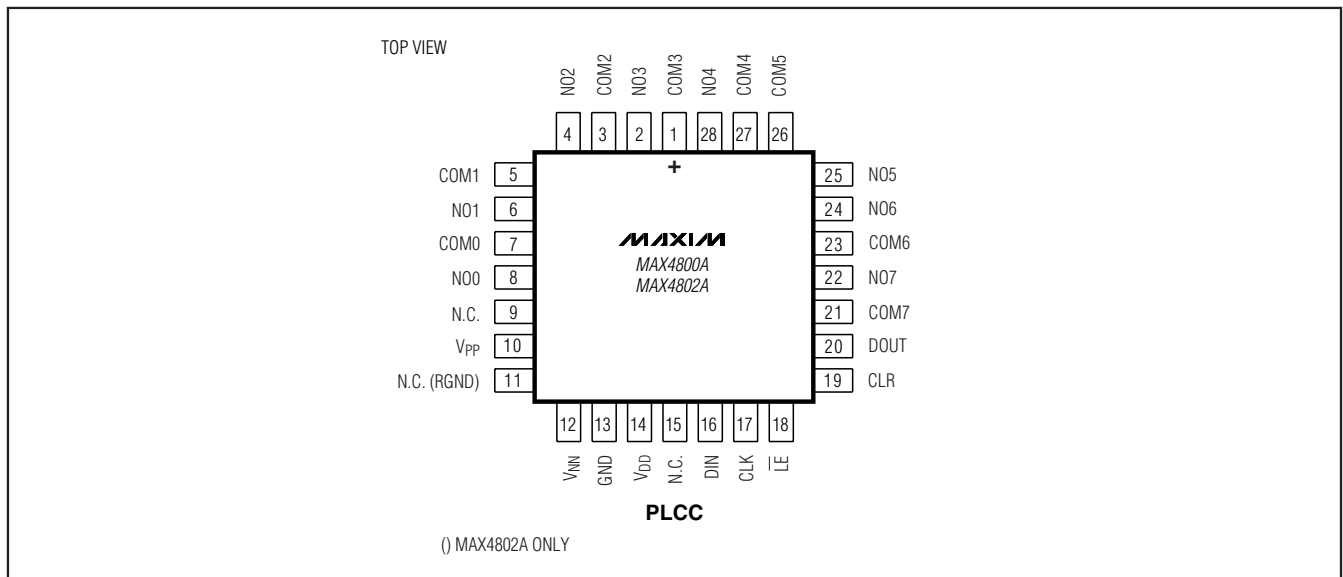 TOP VIEW
NO2 COM2 NO3 COM3 NO4 COM4 COM5
4 3 2 1 28 27 26
+
COM1 5 25 NO5
NO1 6 24 NO6
COM0 7 23 COM6
NO0 8 22 NO7
N.C. 9 21 COM7
VPP 10 20 DOUT
N.C. (RGND) 11 19 CLR
MAXIM
MAX4800A
MAX4802A
12 13 14 15 16 17 18
VNN GND VDD N.C. DIN CLK L̅E̅
PLCC
() MAX4802A ONLY